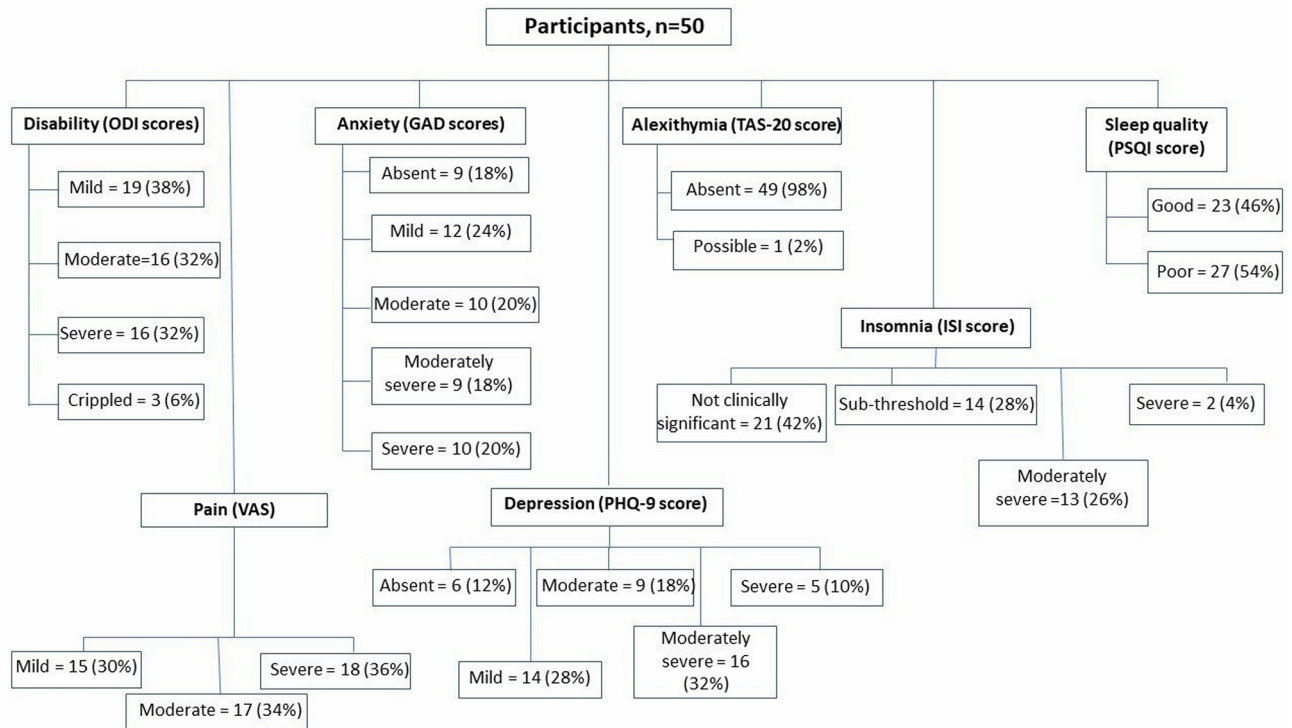 Participants, n=50
Disability (ODI scores)
Mild = 19 (38%)
Moderate=16 (32%)
Severe = 16 (32%)
Crippled = 3 (6%)
Pain (VAS)
Mild = 15 (30%)
Moderate = 17 (34%)
Severe = 18 (36%)
Anxiety (GAD scores)
Absent = 9 (18%)
Mild = 12 (24%)
Moderate = 10 (20%)
Moderately
severe = 9 (18%)
Severe = 10 (20%)
Depression (PHQ-9 score)
Absent = 6 (12%)
Mild = 14 (28%)
Moderate = 9 (18%)
Moderately
severe = 16
(32%)
Severe = 5 (10%)
Alexithymia (TAS-20 score)
Absent = 49 (98%)
Possible = 1 (2%)
Insomnia (ISI score)
Not clinically
significant = 21 (42%)
Sub-threshold = 14 (28%)
Moderately
severe =13 (26%)
Severe = 2 (4%)
Sleep quality
(PSQI score)
Good = 23 (46%)
Poor = 27 (54%)